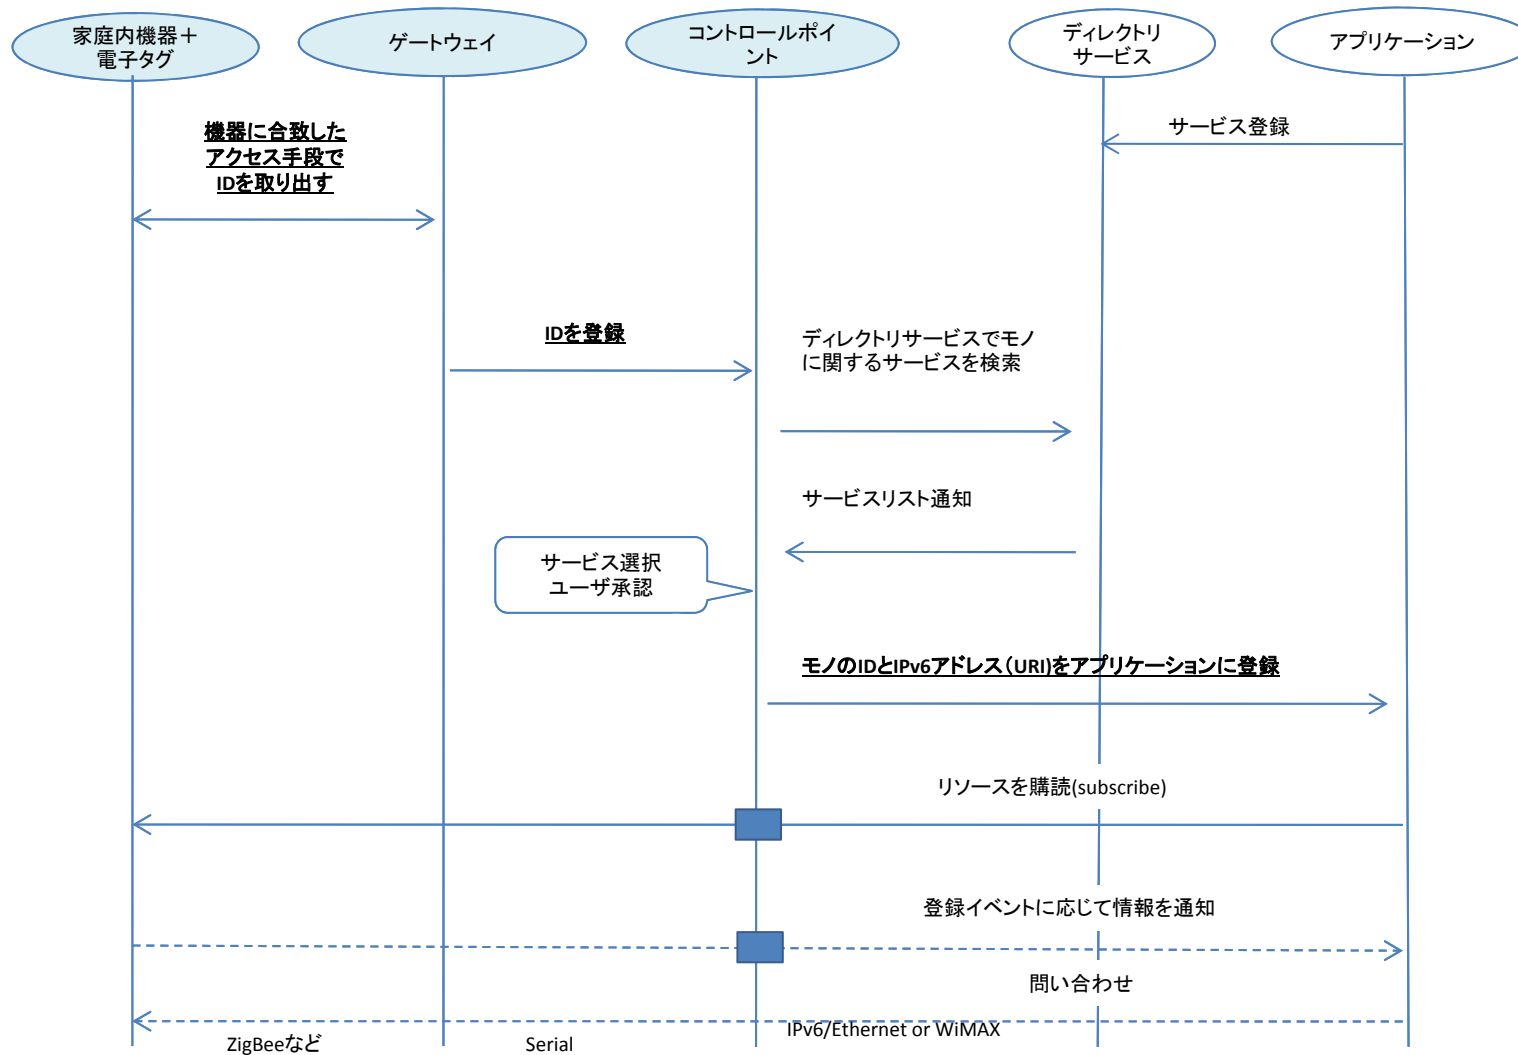 家庭内機器＋
電子タグ
ゲートウェイ
コントロールポイ
ント
ディレクトリ
サービス
アプリケーション
機器に合致した
アクセス手段で
IDを取り出す
サービス登録
IDを登録
ディレクトリサービスでモノ
に関するサービスを検索
サービスリスト通知
サービス選択
ユーザ承認
モノのIDとIPv6アドレス（URI)をアプリケーションに登録
リソースを購読(subscribe)
登録イベントに応じて情報を通知
問い合わせ
ZigBeeなど
Serial
IPv6/Ethernet or WiMAX